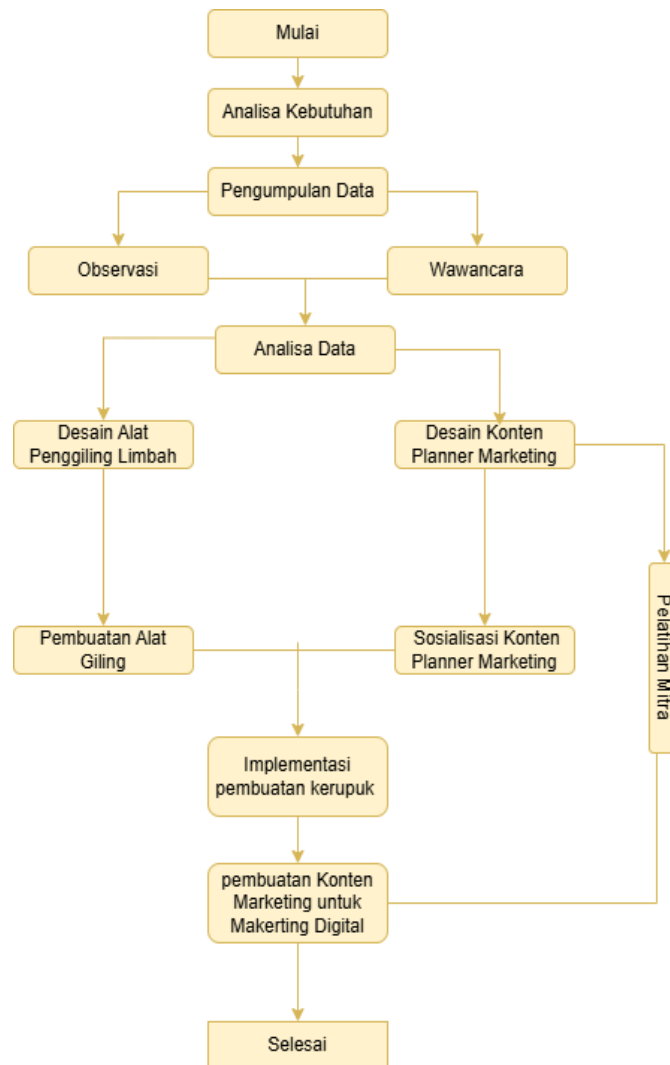 Mulai
Analisa Kebutuhan
Pengumpulan Data
Observasi
Wawancara
Analisa Data
Desain Alat
Penggiling Limbah
Desain Konten
Planner Marketing
Pelatihan Mitra
Pembuatan Alat
Giling
Sosialisasi Konten
Planner Marketing
Implementasi
pembuatan kerupuk
pembuatan Konten
Marketing untuk
Makerting Digital
Selesai